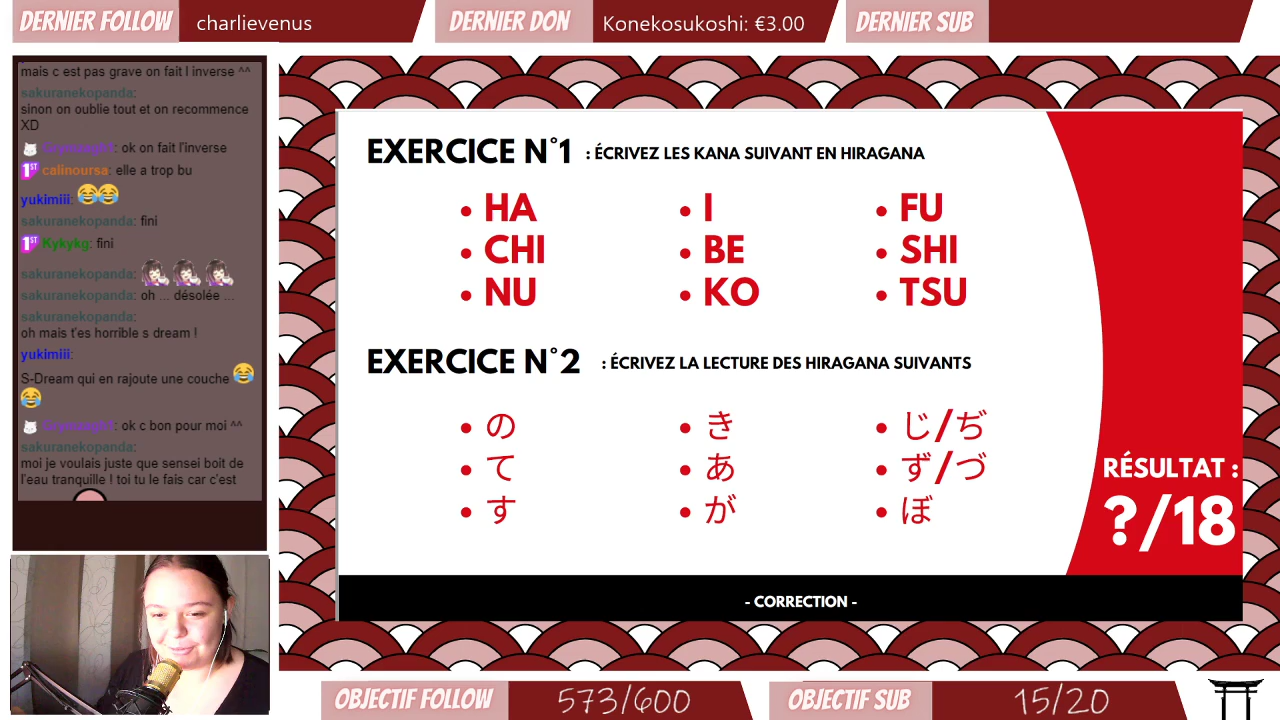 DERNIER FOLLOW charlievenus DERNIER DON Konekosukoshi: €3.00 DERNIER SUB
mais c est pas grave on fait l inverse ^^
sakuranekopanda:
sinon on oublie tout et on recommence
XD
: ok on fait l'inverse
1ST calinoursa: elle a trop bu
yukimiii:
sakuranekopanda: fini
1ST Kykykg: fini
sakuranekopanda:
sakuranekopanda: oh ... désolée ...
sakuranekopanda:
oh mais t'es horrible s dream !
yukimiii:
S-Dream qui en rajoute une couche
: ok c bon pour moi ^^
sakuranekopanda:
moi je voulais juste que sensei boit de
l'eau tranquille ! toi tu le fais car c'est
EXERCICE N°1 : ÉCRIVEZ LES KANA SUIVANT EN HIRAGANA
• HA • I • FU
• CHI • BE • SHI
• NU • KO • TSU
EXERCICE N°2 : ÉCRIVEZ LA LECTURE DES HIRAGANA SUIVANTS
• の • き • じ/ぢ
• て • あ • ず/づ
• す • が • ぼ
RÉSULTAT :
?/18
- CORRECTION -
OBJECTIF FOLLOW 573/600 OBJECTIF SUB 15/20